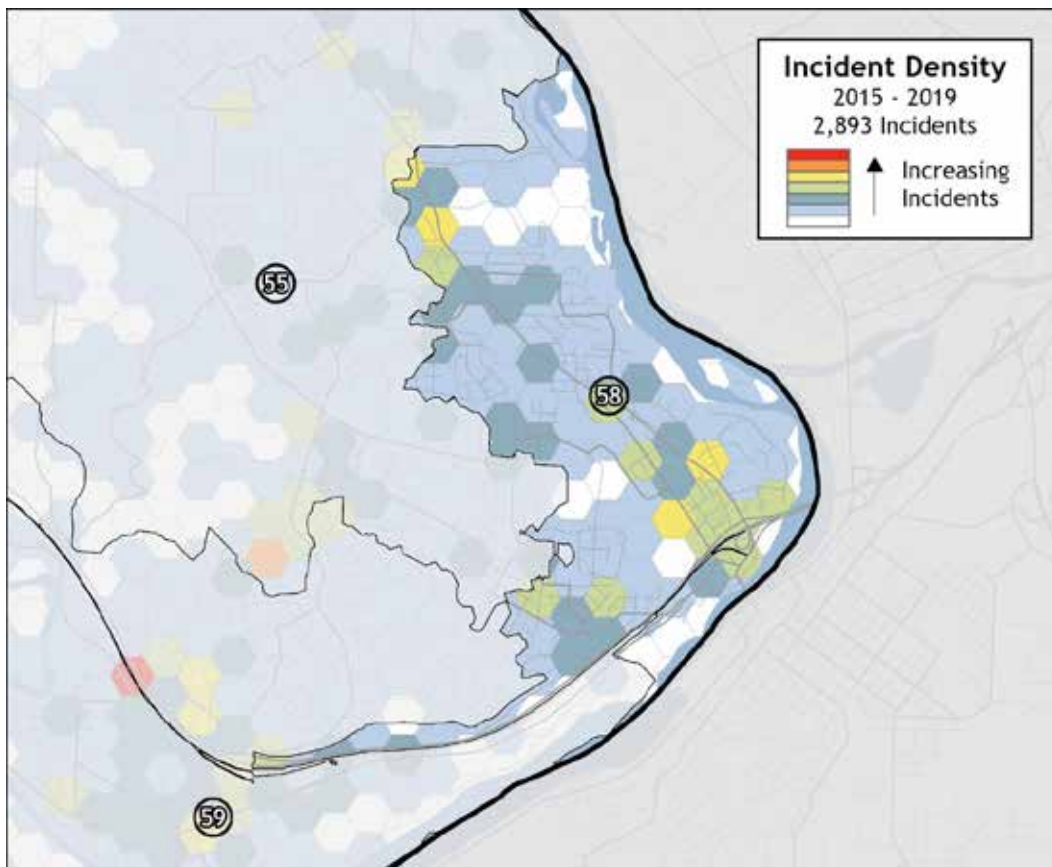 Incident Density
2015 - 2019
2,893 Incidents
Increasing
Incidents
55
58
59